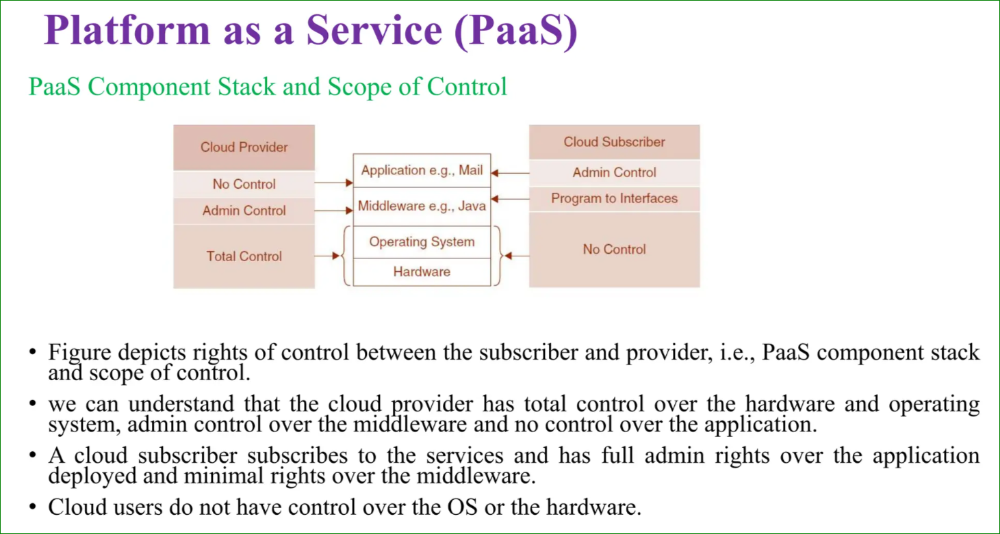 Platform as a Service (PaaS)
PaaS Component Stack and Scope of Control
Cloud Provider
No Control
Admin Control
Total Control
Application e.g., Mail
Middleware e.g., Java
Operating System
Hardware
Cloud Subscriber
Admin Control
Program to Interfaces
No Control
• Figure depicts rights of control between the subscriber and provider, i.e., PaaS component stack
and scope of control.
• we can understand that the cloud provider has total control over the hardware and operating
system, admin control over the middleware and no control over the application.
• A cloud subscriber subscribes to the services and has full admin rights over the application
deployed and minimal rights over the middleware.
• Cloud users do not have control over the OS or the hardware.